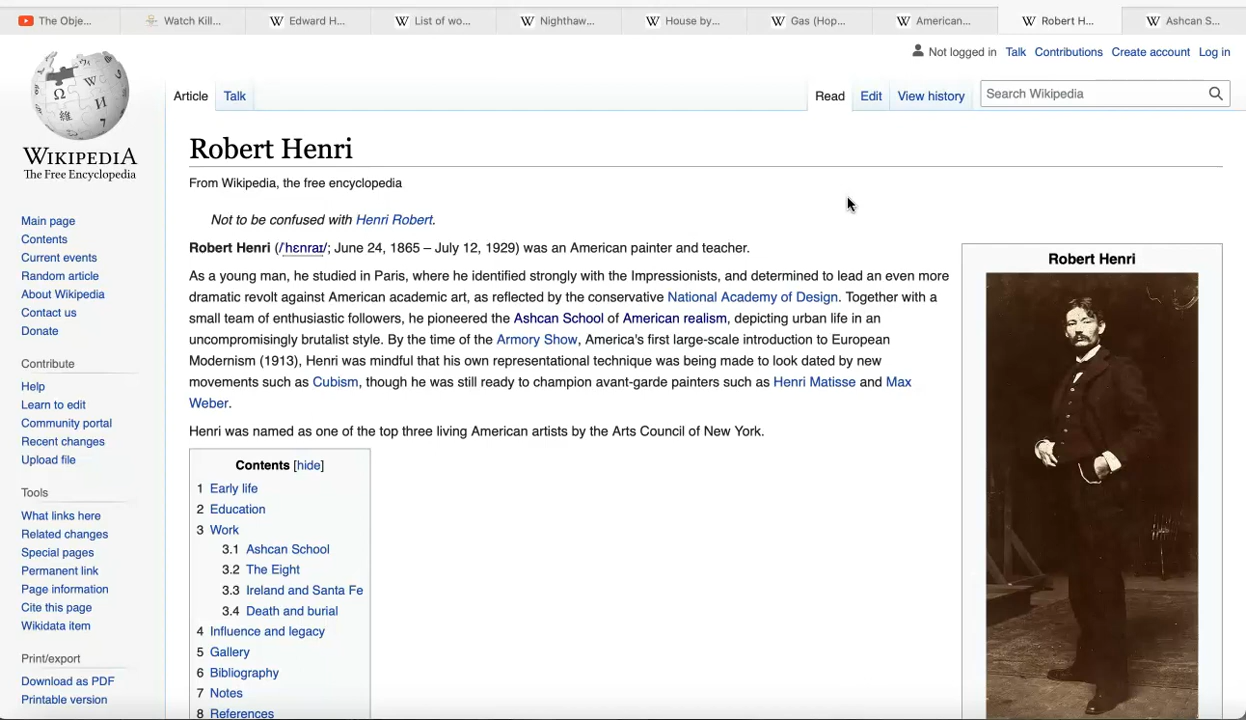 The Obje...
Watch Kill...
Edward H...
List of wo...
Nighthaw...
House by...
Gas (Hop...
American...
Robert H...
Ashcan S...
Not logged in Talk Contributions Create account Log in
Article Talk Read Edit View history Search Wikipedia
WIKIPEDIA
The Free Encyclopedia
Main page
Contents
Current events
Random article
About Wikipedia
Contact us
Donate
Contribute
Help
Learn to edit
Community portal
Recent changes
Upload file
Tools
What links here
Related changes
Special pages
Permanent link
Page information
Cite this page
Wikidata item
Print/export
Download as PDF
Printable version
Robert Henri
From Wikipedia, the free encyclopedia
Not to be confused with Henri Robert.
Robert Henri (/ˈhɛnraɪ/; June 24, 1865 – July 12, 1929) was an American painter and teacher.
As a young man, he studied in Paris, where he identified strongly with the Impressionists, and determined to lead an even more
dramatic revolt against American academic art, as reflected by the conservative National Academy of Design. Together with a
small team of enthusiastic followers, he pioneered the Ashcan School of American realism, depicting urban life in an
uncompromisingly brutalist style. By the time of the Armory Show, America's first large-scale introduction to European
Modernism (1913), Henri was mindful that his own representational technique was being made to look dated by new
movements such as Cubism, though he was still ready to champion avant-garde painters such as Henri Matisse and Max
Weber.
Henri was named as one of the top three living American artists by the Arts Council of New York.
Contents [hide]
1 Early life
2 Education
3 Work
3.1 Ashcan School
3.2 The Eight
3.3 Ireland and Santa Fe
3.4 Death and burial
4 Influence and legacy
5 Gallery
6 Bibliography
7 Notes
8 References
Robert Henri